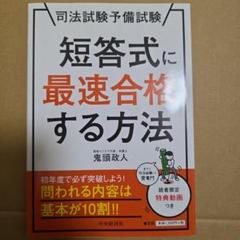 司法試験予備試験
短答式に
最速合格
する方法
鬼頭政人
初年度で必ず突破しよう!
問われる内容は
基本が10割!!
読者限定
特典動画
つき
中央経済社